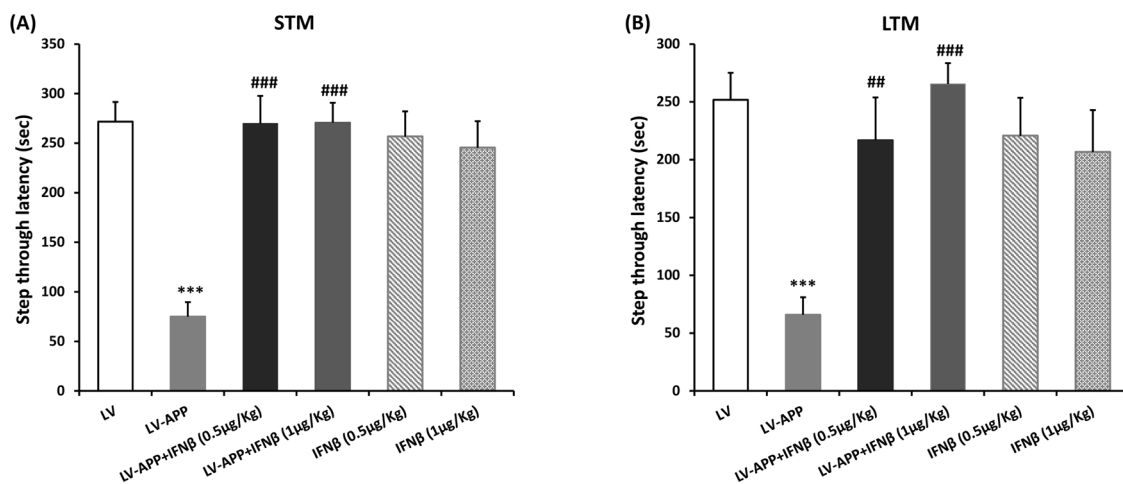 (A)
STM
Step through latency (sec)
350
300
250
200
150
100
50
0
***
###
###
LV
LV-APP
LV-APP+IFNβ (0.5µg/Kg)
LV-APP+IFNβ (1µg/Kg)
IFNβ (0.5µg/Kg)
IFNβ (1µg/Kg)
(B)
LTM
Step through latency (sec)
300
250
200
150
100
50
0
***
##
###
LV
LV-APP
LV-APP+IFNβ (0.5µg/Kg)
LV-APP+IFNβ (1µg/Kg)
IFNβ (0.5µg/Kg)
IFNβ (1µg/Kg)